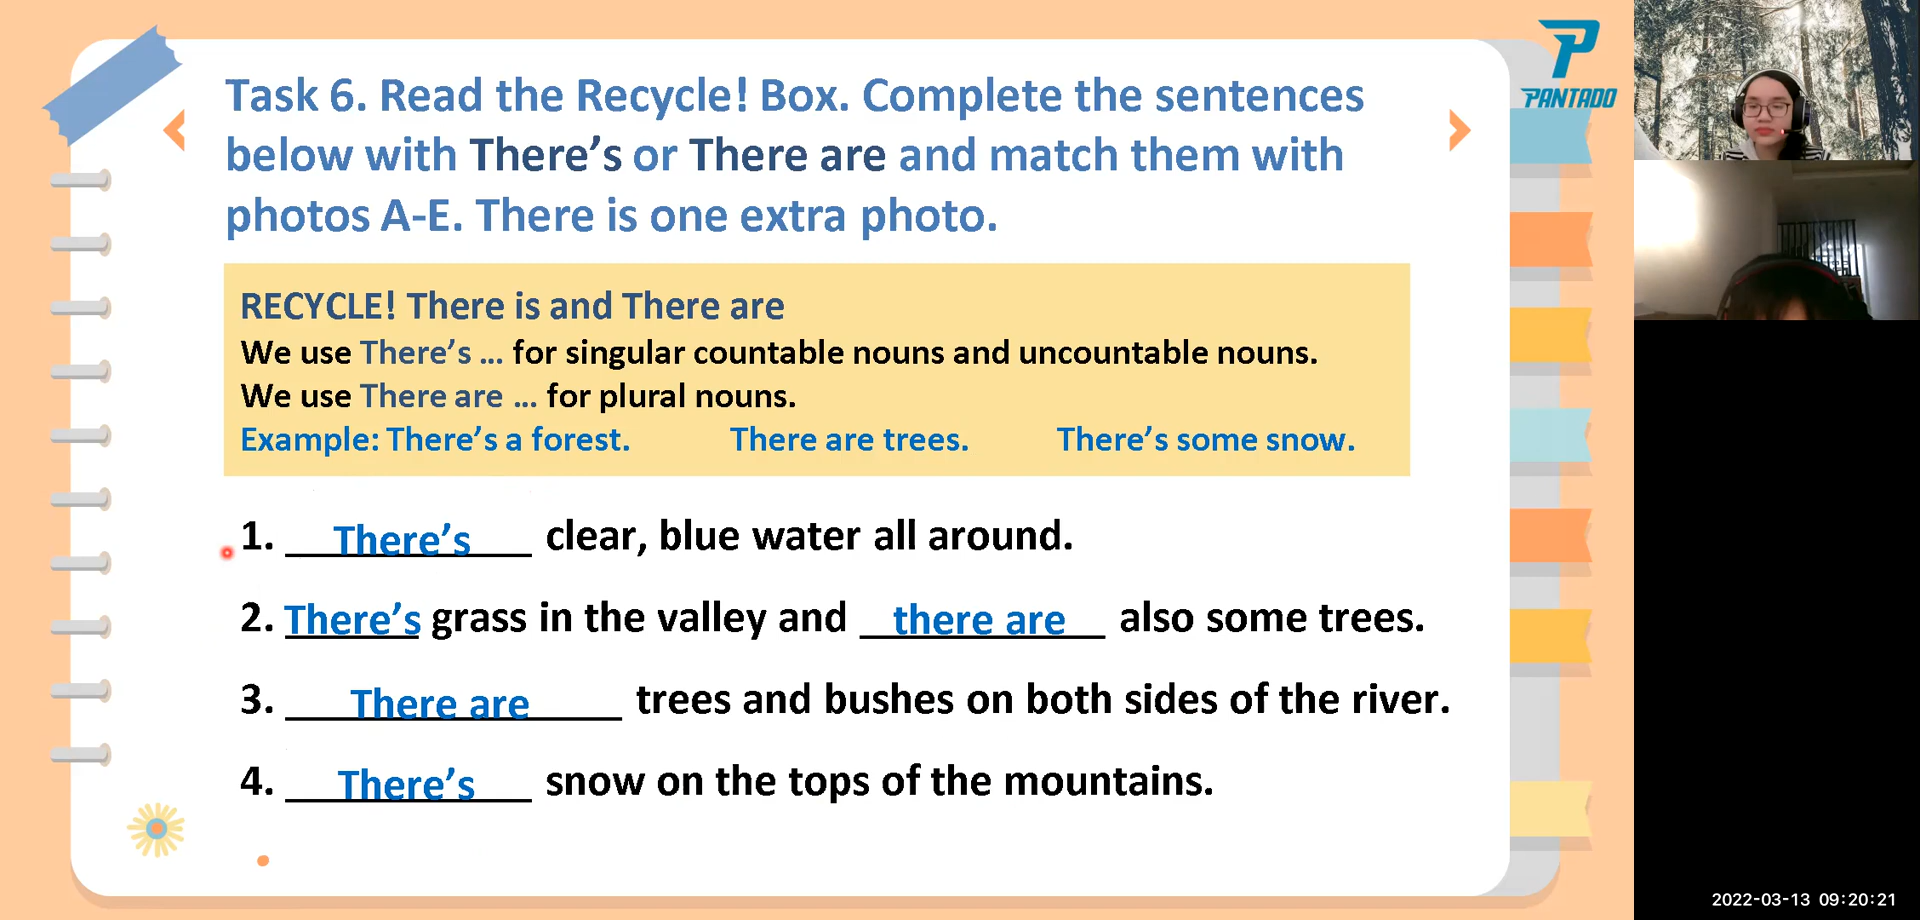 Task 6. Read the Recycle! Box. Complete the sentences
below with There’s or There are and match them with
photos A-E. There is one extra photo.
PANTADO
RECYCLE! There is and There are
We use There’s ... for singular countable nouns and uncountable nouns.
We use There are ... for plural nouns.
Example: There’s a forest. There are trees. There’s some snow.
1. There’s clear, blue water all around.
2. There’s grass in the valley and there are also some trees.
3. There are trees and bushes on both sides of the river.
4. There’s snow on the tops of the mountains.
2022-03-13 09:20:21